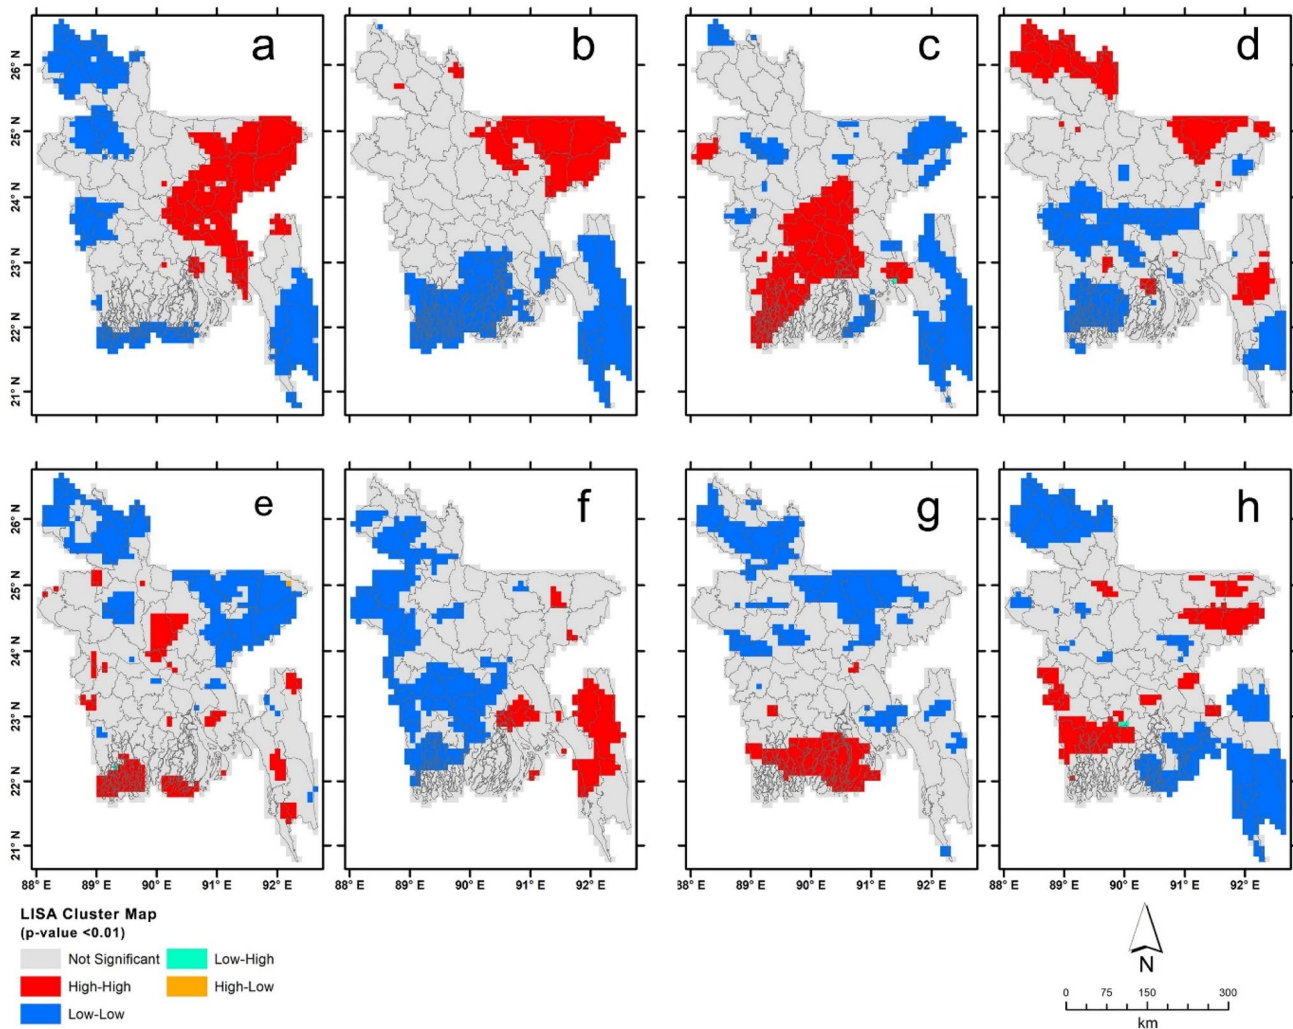 a
b
c
d
26° N
25° N
24° N
23° N
22° N
21° N
e
f
g
h
26° N
25° N
24° N
23° N
22° N
21° N
88° E 89° E 90° E 91° E 92° E 88° E 89° E 90° E 91° E 92° E 88° E 89° E 90° E 91° E 92° E 88° E 89° E 90° E 91° E 92° E
LISA Cluster Map
(p-value <0.01)
Not Significant Low-High
High-High High-Low
Low-Low
N
0 75 150 300
km